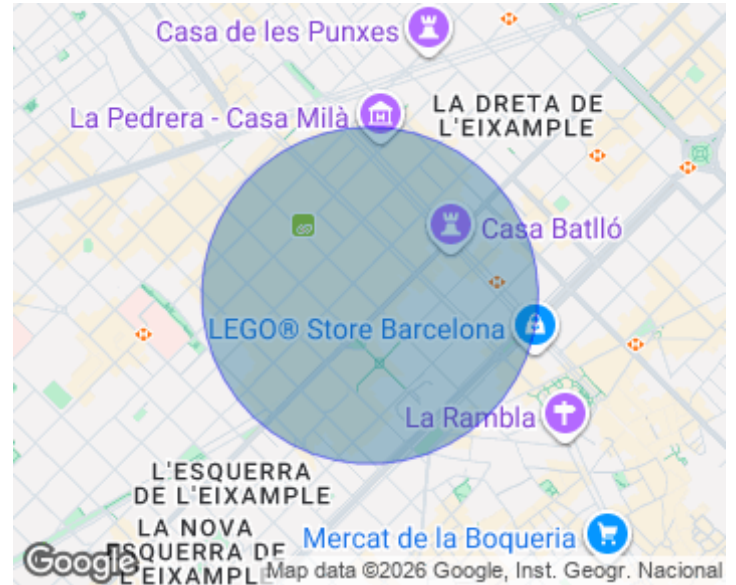 Casa de les Punxes
La Pedrera - Casa Milà
LA DRETA DE
L'EIXAMPLE
Casa Batlló
LEGO® Store Barcelona
La Rambla
L'ESQUERRA
DE L'EIXAMPLE
LA NOVA
ESQUERRA DE
L'EIXAMPLE
Mercat de la Boqueria
Google
Map data ©2026 Google, Inst. Geogr. Nacional